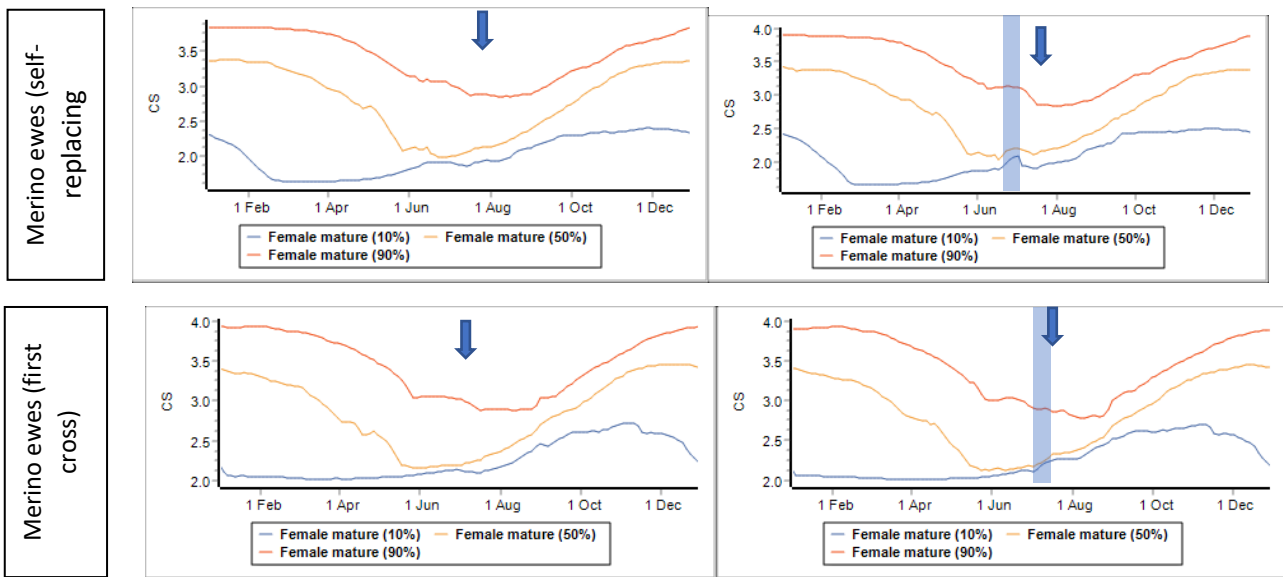 Merino ewes (self-
replacing
CS
3.5
3.0
2.5
2.0
1 Feb 1 Apr 1 Jun 1 Aug 1 Oct 1 Dec
Female mature (10%) Female mature (50%)
Female mature (90%)
CS
4.0
3.5
3.0
2.5
2.0
1 Feb 1 Apr 1 Jun 1 Aug 1 Oct 1 Dec
Female mature (10%) Female mature (50%)
Female mature (90%)
Merino ewes (first
cross)
CS
4.0
3.5
3.0
2.5
2.0
1 Feb 1 Apr 1 Jun 1 Aug 1 Oct 1 Dec
Female mature (10%) Female mature (50%)
Female mature (90%)
CS
4.0
3.5
3.0
2.5
2.0
1 Feb 1 Apr 1 Jun 1 Aug 1 Oct 1 Dec
Female mature (10%) Female mature (50%)
Female mature (90%)